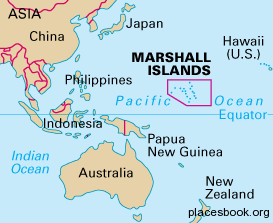 ASIA
Japan
China
MARSHALL
ISLANDS
Hawaii
(U.S.)
Philippines
Pacific Ocean
Equator
Indonesia
Papua
New Guinea
Indian
Ocean
Australia
New
Zealand
placesbook.org